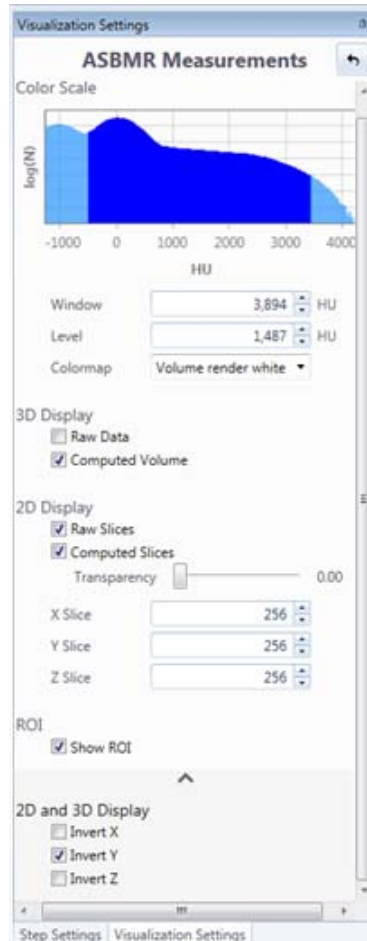 Visualization Settings
ASBMR Measurements
Color Scale
log(N)
-1000 0 1000 2000 3000 4000
HU
Window 3,894 HU
Level 1,487 HU
Colormap Volume render white
3D Display
Raw Data
Computed Volume
2D Display
Raw Slices
Computed Slices
Transparency 0.00
X Slice 256
Y Slice 256
Z Slice 256
ROI
Show ROI
2D and 3D Display
Invert X
Invert Y
Invert Z
Step Settings Visualization Settings